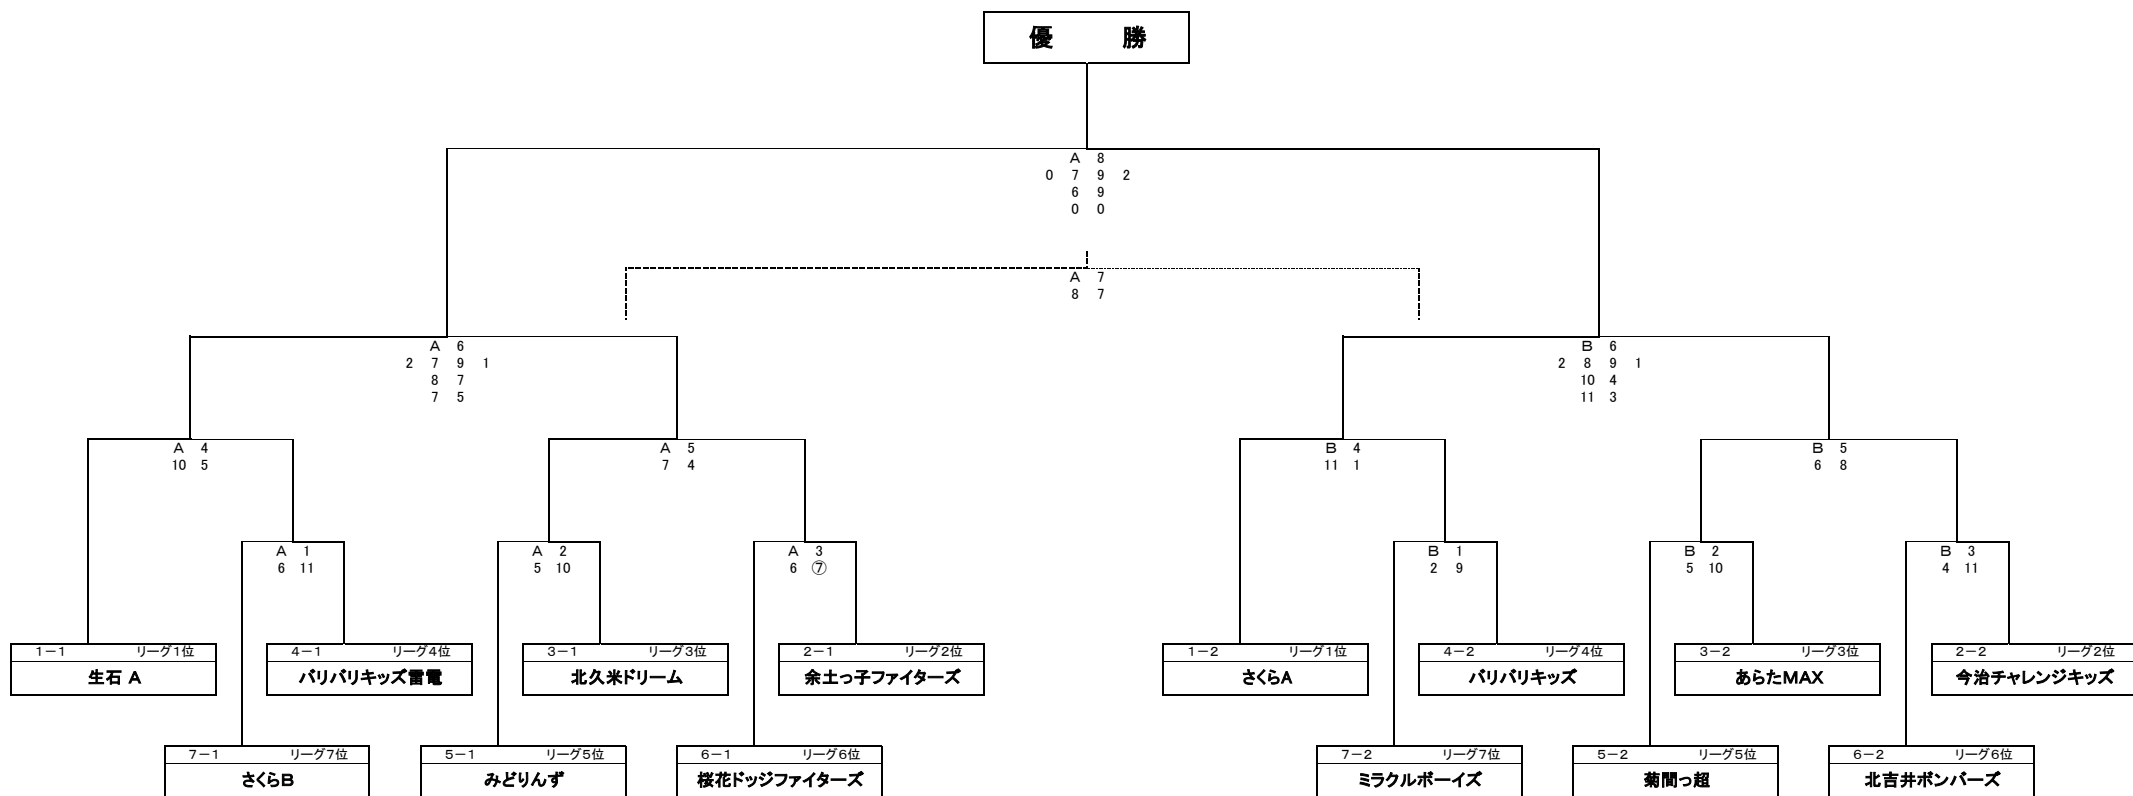 優 勝
A 8
0 7 9 2
6 9
0 0
A 7
8 7
A 6
2 7 9 1
8 7
7 5
B 6
2 8 9 1
10 4
11 3
A 4
10 5
A 5
7 4
B 4
11 1
B 5
6 8
A 1
6 11
A 2
5 10
A 3
6 ⑦
B 1
2 9
B 2
5 10
B 3
4 11
1－1 リーグ1位
生石 A
4－1 リーグ4位
バリバリキッズ雷電
3－1 リーグ3位
北久米ドリーム
2－1 リーグ2位
余土っ子ファイターズ
1－2 リーグ1位
さくらA
4－2 リーグ4位
バリバリキッズ
3－2 リーグ3位
あらたMAX
2－2 リーグ2位
今治チャレンジキッズ
7－1 リーグ7位
さくらB
5－1 リーグ5位
みどりんず
6－1 リーグ6位
桜花ドッジファイターズ
7－2 リーグ7位
ミラクルボーイズ
5－2 リーグ5位
菊間っ超
6－2 リーグ6位
北吉井ボンバーズ